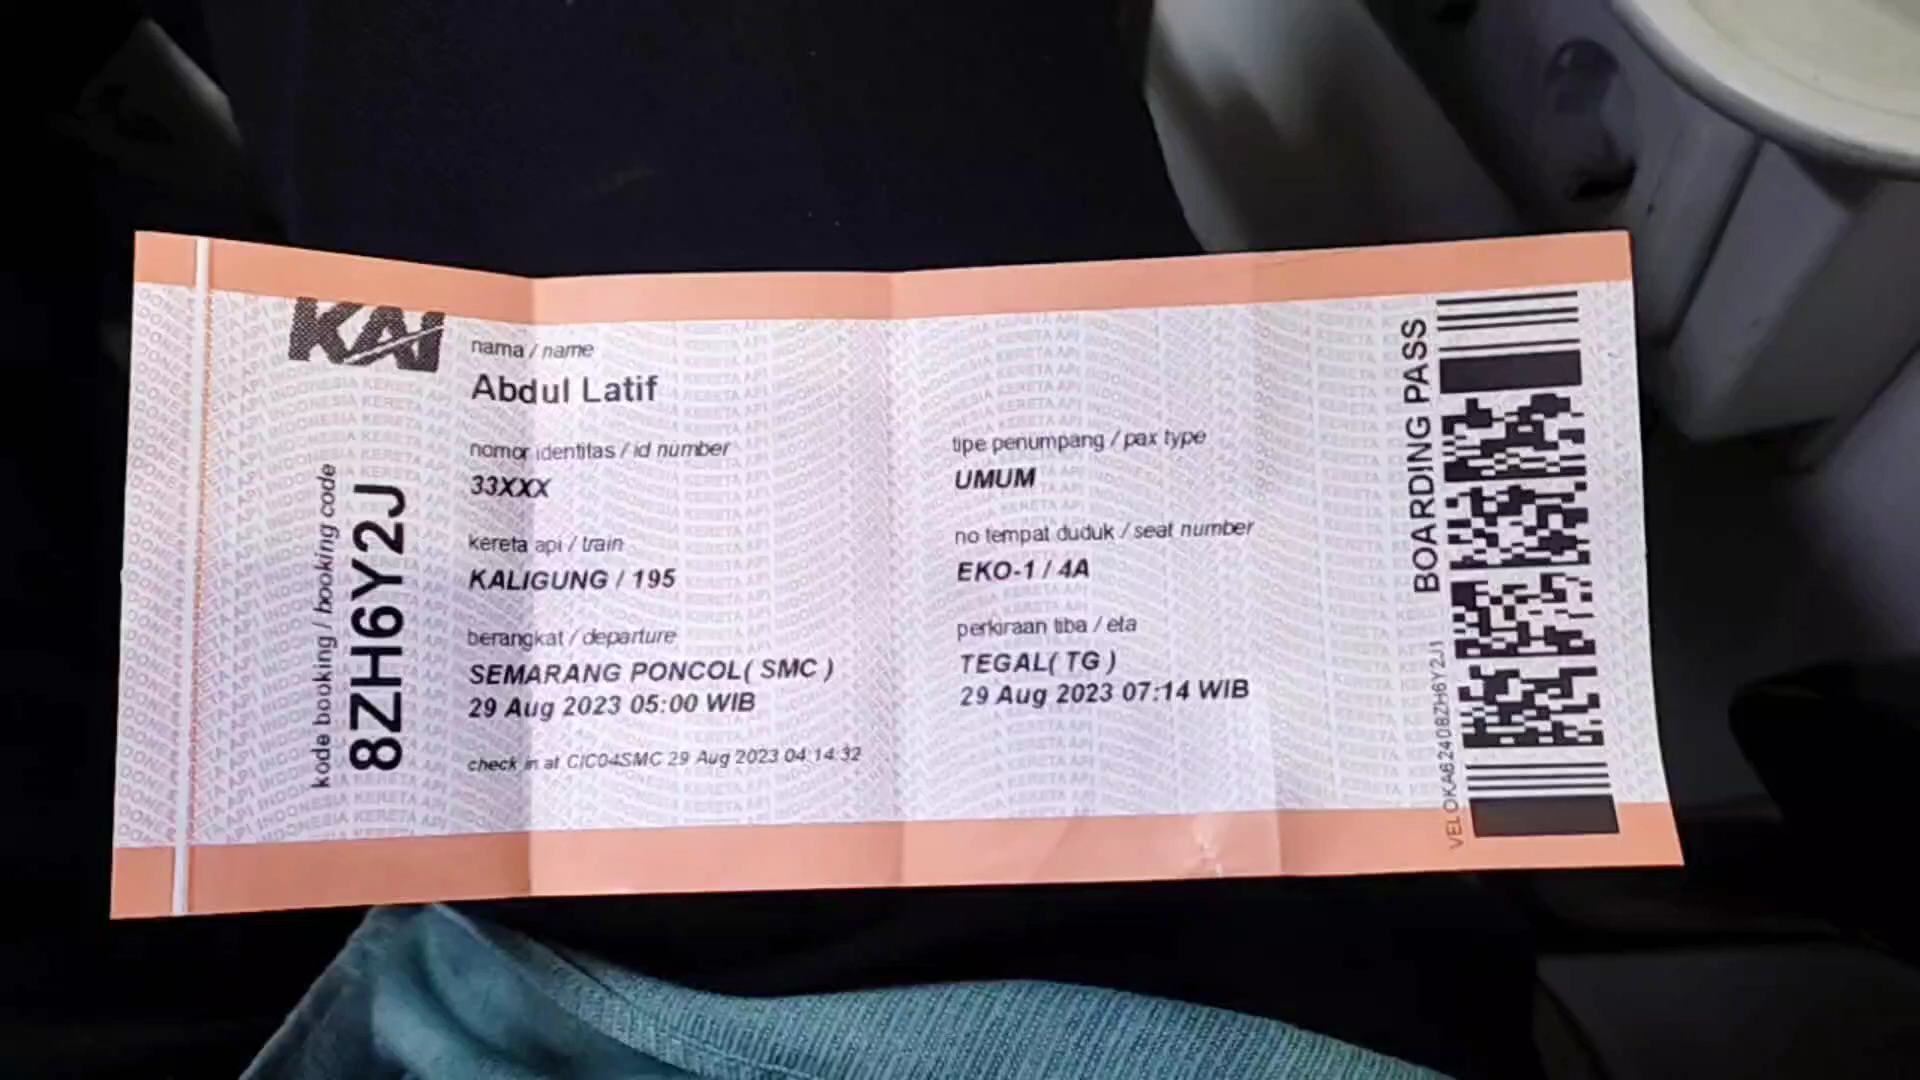 KAI
kode booking / booking code
8ZH6Y2J
nama / name
Abdul Latif
nomor identitas / id number
33XXX
kereta api / train
KALIGUNG / 195
berangkat / departure
SEMARANG PONCOL( SMC )
29 Aug 2023 05:00 WIB
check in at CIC04SMC 29 Aug 2023 04:14:32
tipe penumpang / pax type
UMUM
no tempat duduk / seat number
EKO-1 / 4A
perkiraan tiba / eta
TEGAL( TG )
29 Aug 2023 07:14 WIB
BOARDING PASS
VELOKA62408ZH6Y2J1